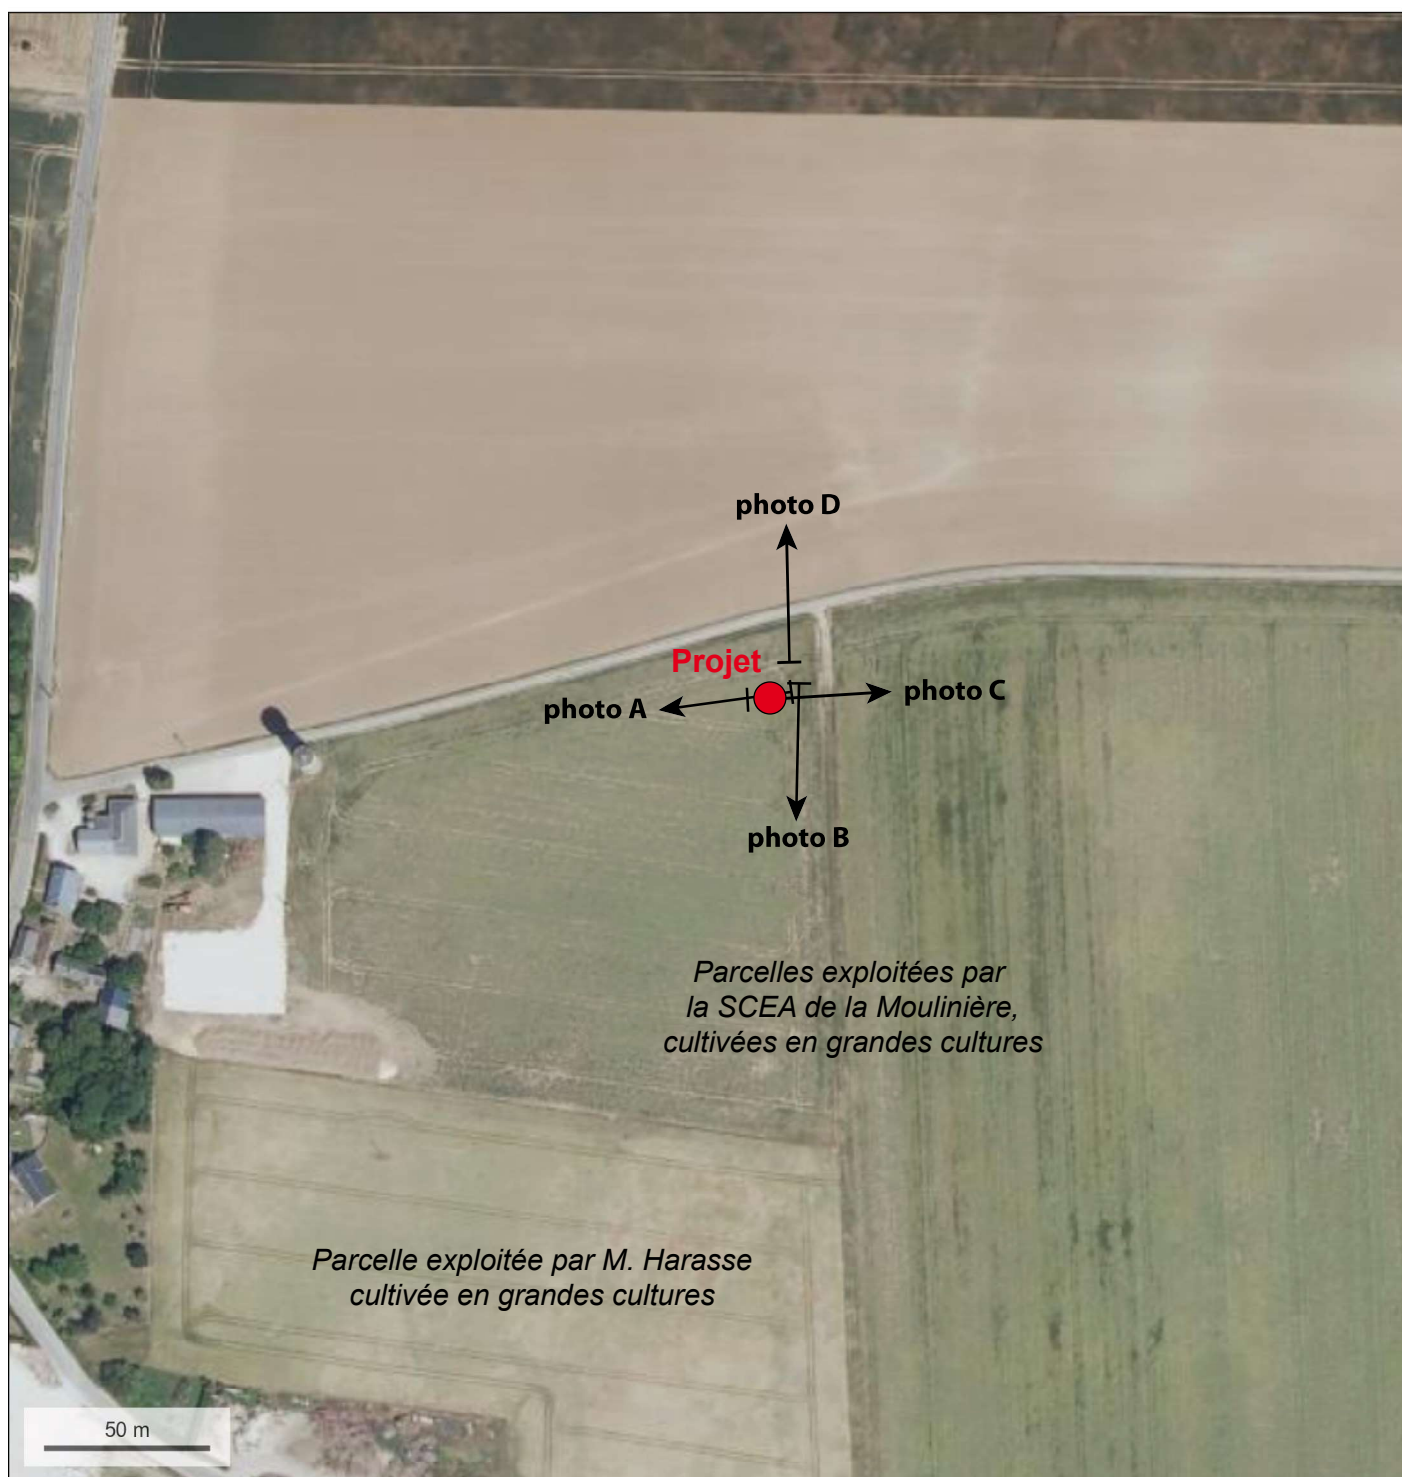 photo D
Projet
photo A
photo C
photo B
Parcelles exploitées par
la SCEA de la Moulinière,
cultivées en grandes cultures
Parcelle exploitée par M. Harasse
cultivée en grandes cultures
50 m